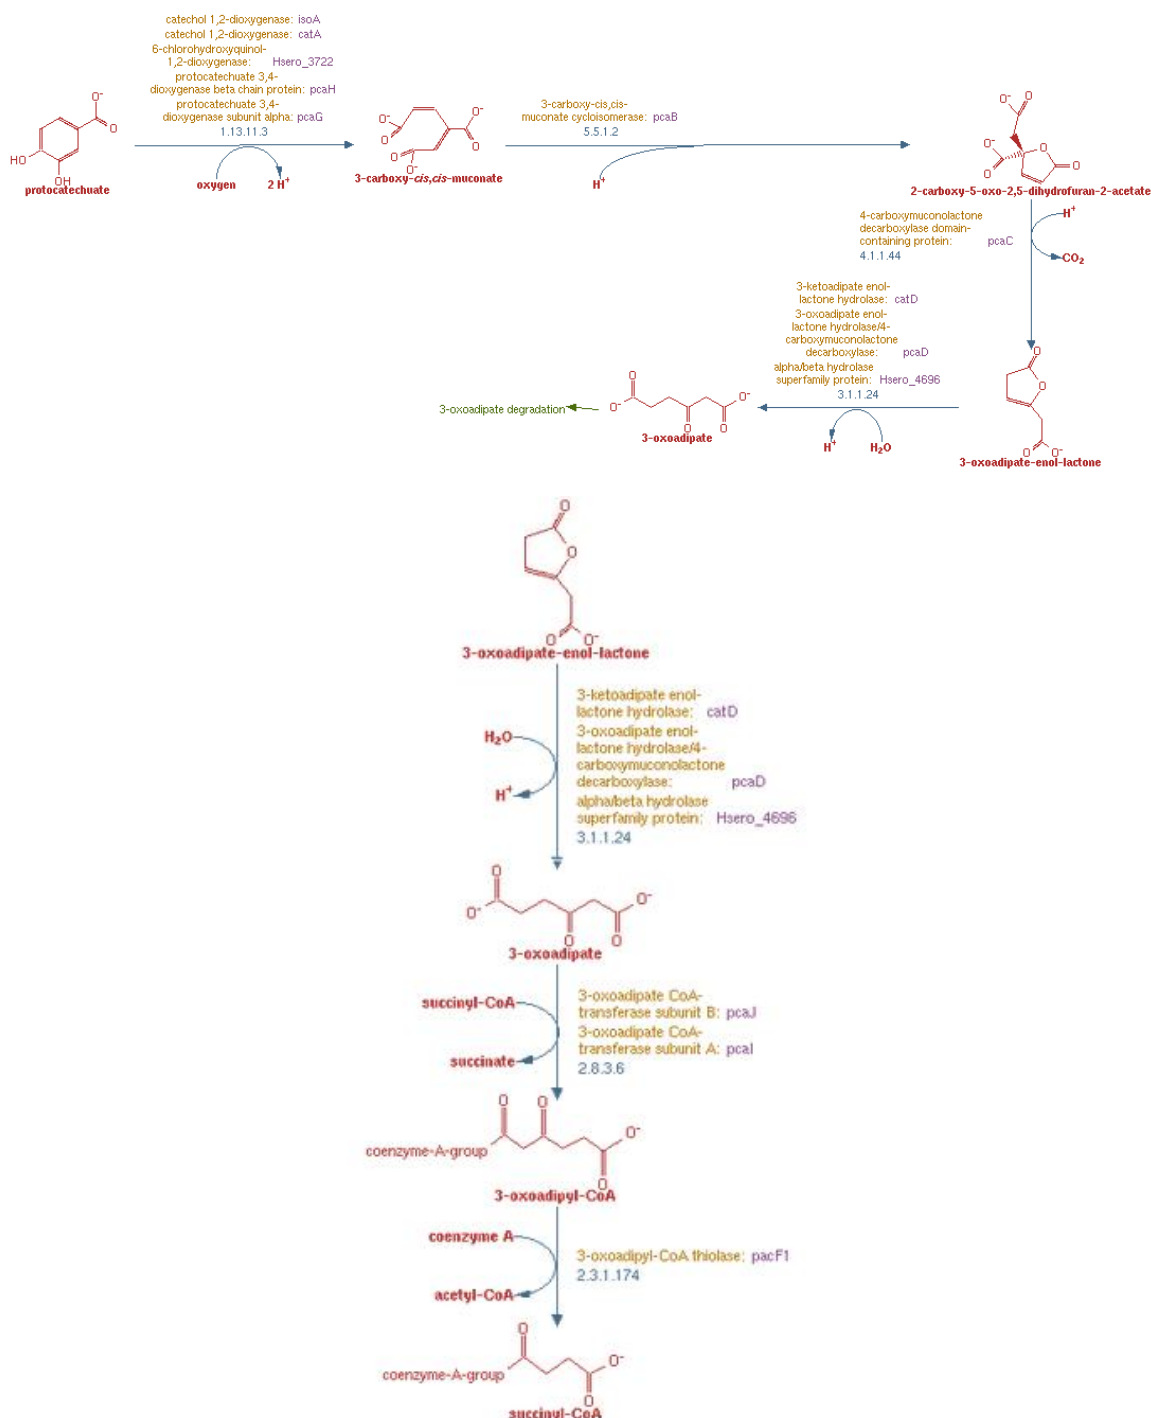 catechol 1,2-dioxygenase: isoA
catechol 1,2-dioxygenase: catA
6-chlorohydroxyquinol-
1,2-dioxygenase: Hsero_3722
protocatechuate 3,4-
dioxygenase beta chain protein: pcaH
protocatechuate 3,4-
dioxygenase subunit alpha: pcaG
1.13.11.3
oxygen
2 H+
O-
O
HO
OH
protocatechuate
O-
O
O-
O
O
O-
3-carboxy-cis,cis-muconate
3-carboxy-cis,cis-
muconate cycloisomerase: pcaB
5.5.1.2
H+
O-
O
O-
O
O
O
2-carboxy-5-oxo-2,5-dihydrofuran-2-acetate
4-carboxymuconolactone
decarboxylase domain-
containing protein: pcaC
4.1.1.44
H+
CO2
O
O
O
O-
3-oxoadipate-enol-lactone
3-ketoadipate enol-
lactone hydrolase: catD
3-oxoadipate enol-
lactone hydrolase/4-
carboxymuconolactone
decarboxylase: pcaD
alpha/beta hydrolase
superfamily protein: Hsero_4696
3.1.1.24
H+
H2O
O
O-
O
O
O-
3-oxoadipate
3-oxoadipate degradation
O
O
O
O-
3-oxoadipate-enol-lactone
3-ketoadipate enol-
lactone hydrolase: catD
3-oxoadipate enol-
lactone hydrolase/4-
carboxymuconolactone
decarboxylase: pcaD
alpha/beta hydrolase
superfamily protein: Hsero_4696
3.1.1.24
H2O
H+
O
O-
O
O
O-
3-oxoadipate
succinyl-CoA
succinate
3-oxoadipate CoA-
transferase subunit B: pcaJ
3-oxoadipate CoA-
transferase subunit A: pcaI
2.8.3.6
O
O
O-
coenzyme-A-group
O
3-oxoadipyl-CoA
coenzyme A
acetyl-CoA
3-oxoadipyl-CoA thiolase: pacF1
2.3.1.174
O
O-
coenzyme-A-group
O
succinyl-CoA